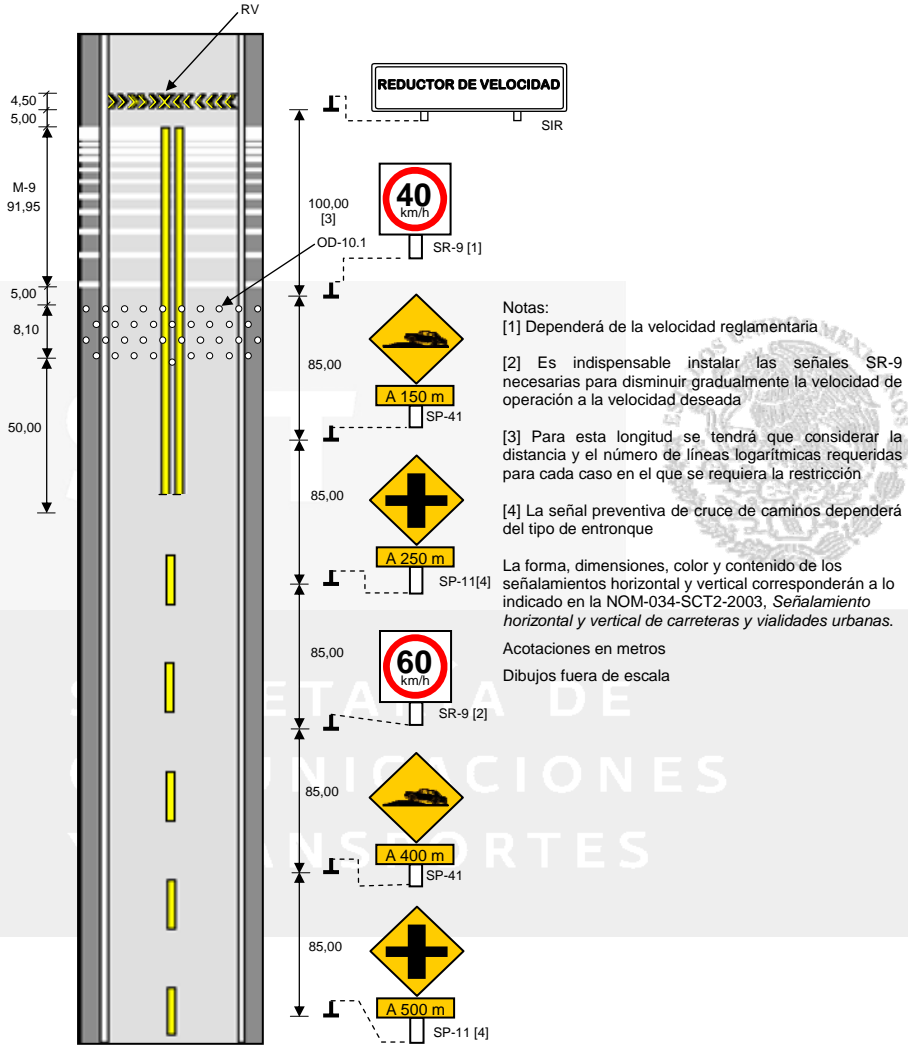 RV
4,50
5,00
M-9
91,95
5,00
8,10
50,00
REDUCTOR DE VELOCIDAD
SIR
100,00
[3]
OD-10.1
40
km/h
SR-9 [1]
85,00
A 150 m
SP-41
85,00
A 250 m
SP-11[4]
85,00
60
km/h
SR-9 [2]
85,00
A 400 m
SP-41
85,00
A 500 m
SP-11 [4]
Notas:
[1] Dependerá de la velocidad reglamentaria
[2] Es indispensable instalar las señales SR-9
necesarias para disminuir gradualmente la velocidad de
operación a la velocidad deseada
[3] Para esta longitud se tendrá que considerar la
distancia y el número de líneas logarítmicas requeridas
para cada caso en el que se requiera la restricción
[4] La señal preventiva de cruce de caminos dependerá
del tipo de entronque
La forma, dimensiones, color y contenido de los
señalamientos horizontal y vertical corresponderán a lo
indicado en la NOM-034-SCT2-2003, Señalamiento
horizontal y vertical de carreteras y vialidades urbanas.
Acotaciones en metros
Dibujos fuera de escala